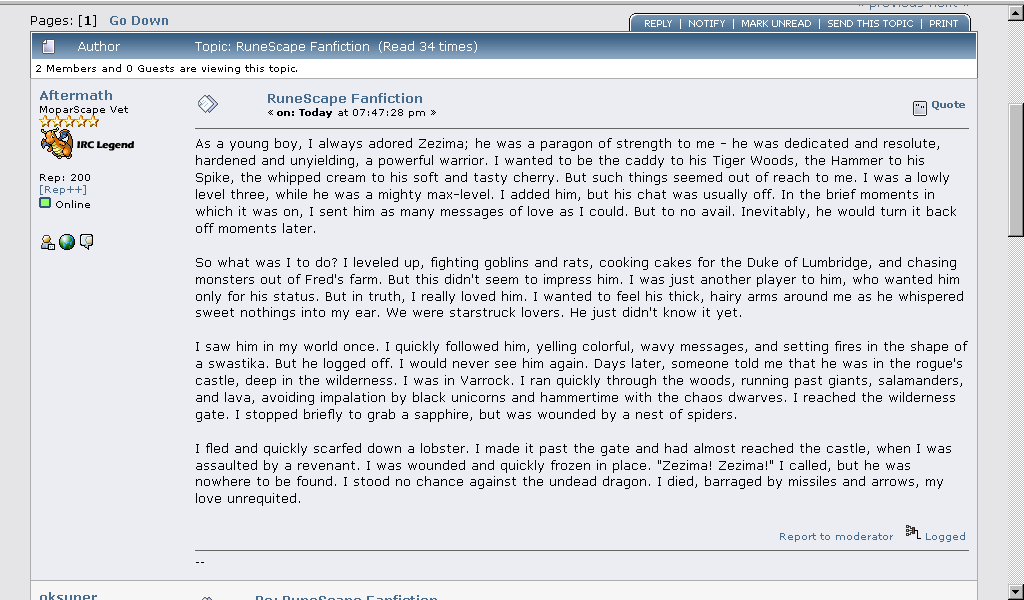 « previous next »
Pages: [1] Go Down
REPLY | NOTIFY | MARK UNREAD | SEND THIS TOPIC | PRINT
Author Topic: RuneScape Fanfiction (Read 34 times)
2 Members and 0 Guests are viewing this topic.
Aftermath
MoparScape Vet
IRC Legend
Rep: 200
[Rep++]
Online
RuneScape Fanfiction
« on: Today at 07:47:28 pm »
Quote
As a young boy, I always adored Zezima; he was a paragon of strength to me - he was dedicated and resolute,
hardened and unyielding, a powerful warrior. I wanted to be the caddy to his Tiger Woods, the Hammer to his
Spike, the whipped cream to his soft and tasty cherry. But such things seemed out of reach to me. I was a lowly
level three, while he was a mighty max-level. I added him, but his chat was usually off. In the brief moments in
which it was on, I sent him as many messages of love as I could. But to no avail. Inevitably, he would turn it back
off moments later.
So what was I to do? I leveled up, fighting goblins and rats, cooking cakes for the Duke of Lumbridge, and chasing
monsters out of Fred's farm. But this didn't seem to impress him. I was just another player to him, who wanted him
only for his status. But in truth, I really loved him. I wanted to feel his thick, hairy arms around me as he whispered
sweet nothings into my ear. We were starstruck lovers. He just didn't know it yet.
I saw him in my world once. I quickly followed him, yelling colorful, wavy messages, and setting fires in the shape of
a swastika. But he logged off. I would never see him again. Days later, someone told me that he was in the rogue's
castle, deep in the wilderness. I was in Varrock. I ran quickly through the woods, running past giants, salamanders,
and lava, avoiding impalation by black unicorns and hammertime with the chaos dwarves. I reached the wilderness
gate. I stopped briefly to grab a sapphire, but was wounded by a nest of spiders.
I fled and quickly scarfed down a lobster. I made it past the gate and had almost reached the castle, when I was
assaulted by a revenant. I was wounded and quickly frozen in place. "Zezima! Zezima!" I called, but he was
nowhere to be found. I stood no chance against the undead dragon. I died, barraged by missiles and arrows, my
love unrequited.
Report to moderator Logged
--
oksuper
Re: RuneScape Fanfiction